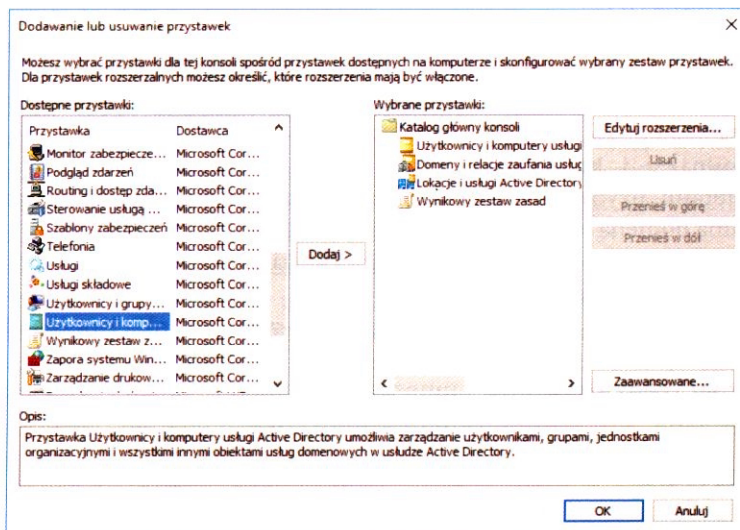 Dodawanie lub usuwanie przystawek
Możesz wybrać przystawki dla tej konsoli spośród przystawek dostępnych na komputerze i skonfigurować wybrany zestaw przystawek.
Dla przystawek rozszerzalnych możesz określić, które rozszerzenia mają być włączone.
Dostępne przystawki:
Przystawka Dostawca
Monitor zabezpiecze... Microsoft Cor...
Podgląd zdarzeń Microsoft Cor...
Routing i dostęp zda... Microsoft Cor...
Sterowanie usługą ... Microsoft Cor...
Szablony zabezpieczeń Microsoft Cor...
Telefonia Microsoft Cor...
Usługi Microsoft Cor...
Usługi składowe Microsoft Cor...
Użytkownicy i grupy... Microsoft Cor...
Użytkownicy i komp... Microsoft Cor...
Wynikowy zestaw z... Microsoft Cor...
Zapora systemu Win... Microsoft Cor...
Zarządzanie drukow... Microsoft Cor...
Dodaj >
Wybrane przystawki:
Katalog główny konsoli
Użytkownicy i komputery usługi
Domeny i relacje zaufania usług
Lokacje i usługi Active Directory
Wynikowy zestaw zasad
Edytuj rozszerzenia...
Usuń
Przenieś w górę
Przenieś w dół
Zaawansowane...
Opis:
Przystawka Użytkownicy i komputery usługi Active Directory umożliwia zarządzanie użytkownikami, grupami, jednostkami
organizacyjnymi i wszystkimi innymi obiektami usług domenowych w usłudze Active Directory.
OK
Anuluj